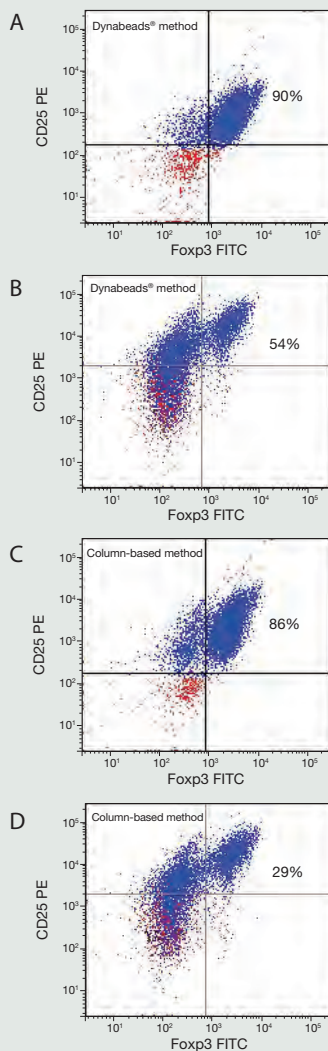 A
Dynabeads® method
10⁵
10⁴
10³
10²
10¹
CD25 PE
90%
10¹ 10² 10³ 10⁴ 10⁵
Foxp3 FITC
B
Dynabeads® method
10⁵
10⁴
10³
10²
10¹
CD25 PE
54%
10¹ 10² 10³ 10⁴ 10⁵
Foxp3 FITC
C
Column-based method
10⁵
10⁴
10³
10²
10¹
CD25 PE
86%
10¹ 10² 10³ 10⁴ 10⁵
Foxp3 FITC
D
Column-based method
10⁵
10⁴
10³
10²
10¹
CD25 PE
29%
10¹ 10² 10³ 10⁴ 10⁵
Foxp3 FITC